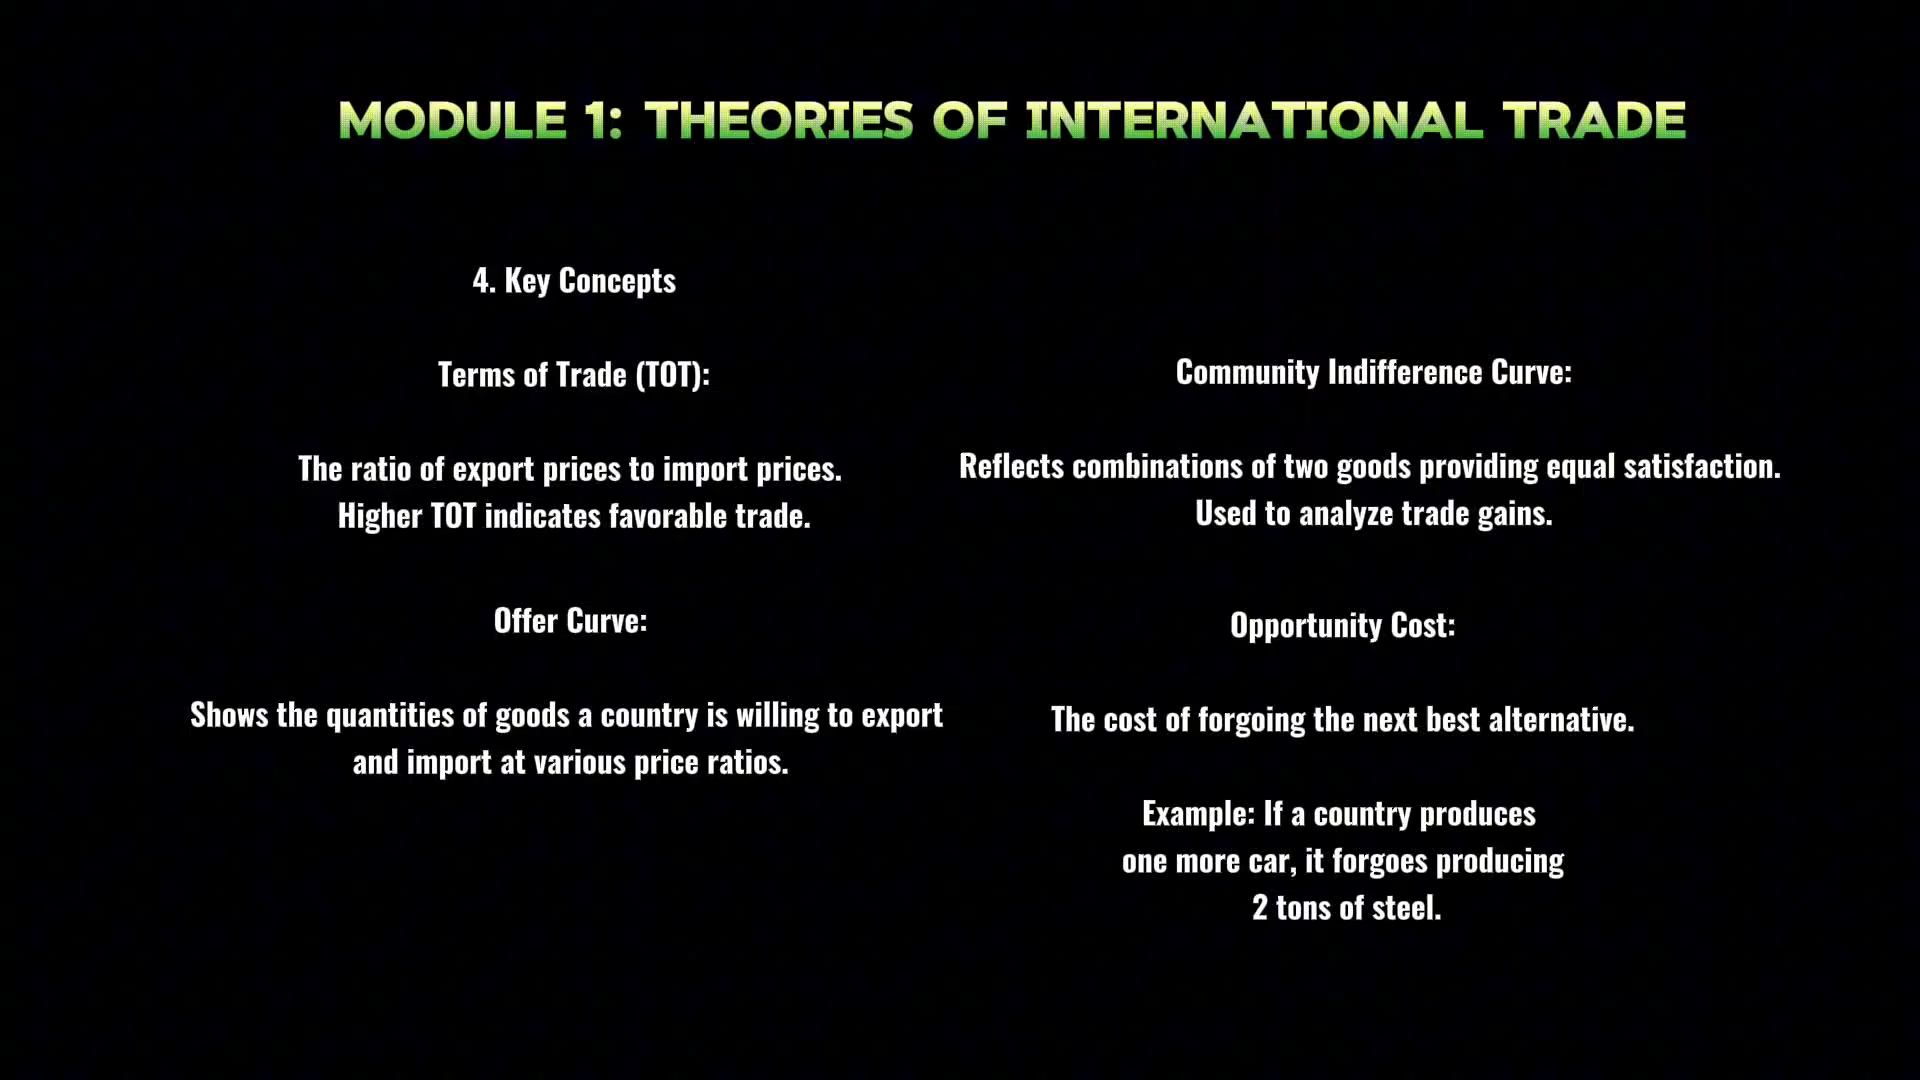 MODULE 1: THEORIES OF INTERNATIONAL TRADE
4. Key Concepts
Terms of Trade (TOT):
The ratio of export prices to import prices.
Higher TOT indicates favorable trade.
Offer Curve:
Shows the quantities of goods a country is willing to export
and import at various price ratios.
Community Indifference Curve:
Reflects combinations of two goods providing equal satisfaction.
Used to analyze trade gains.
Opportunity Cost:
The cost of forgoing the next best alternative.
Example: If a country produces
one more car, it forgoes producing
2 tons of steel.